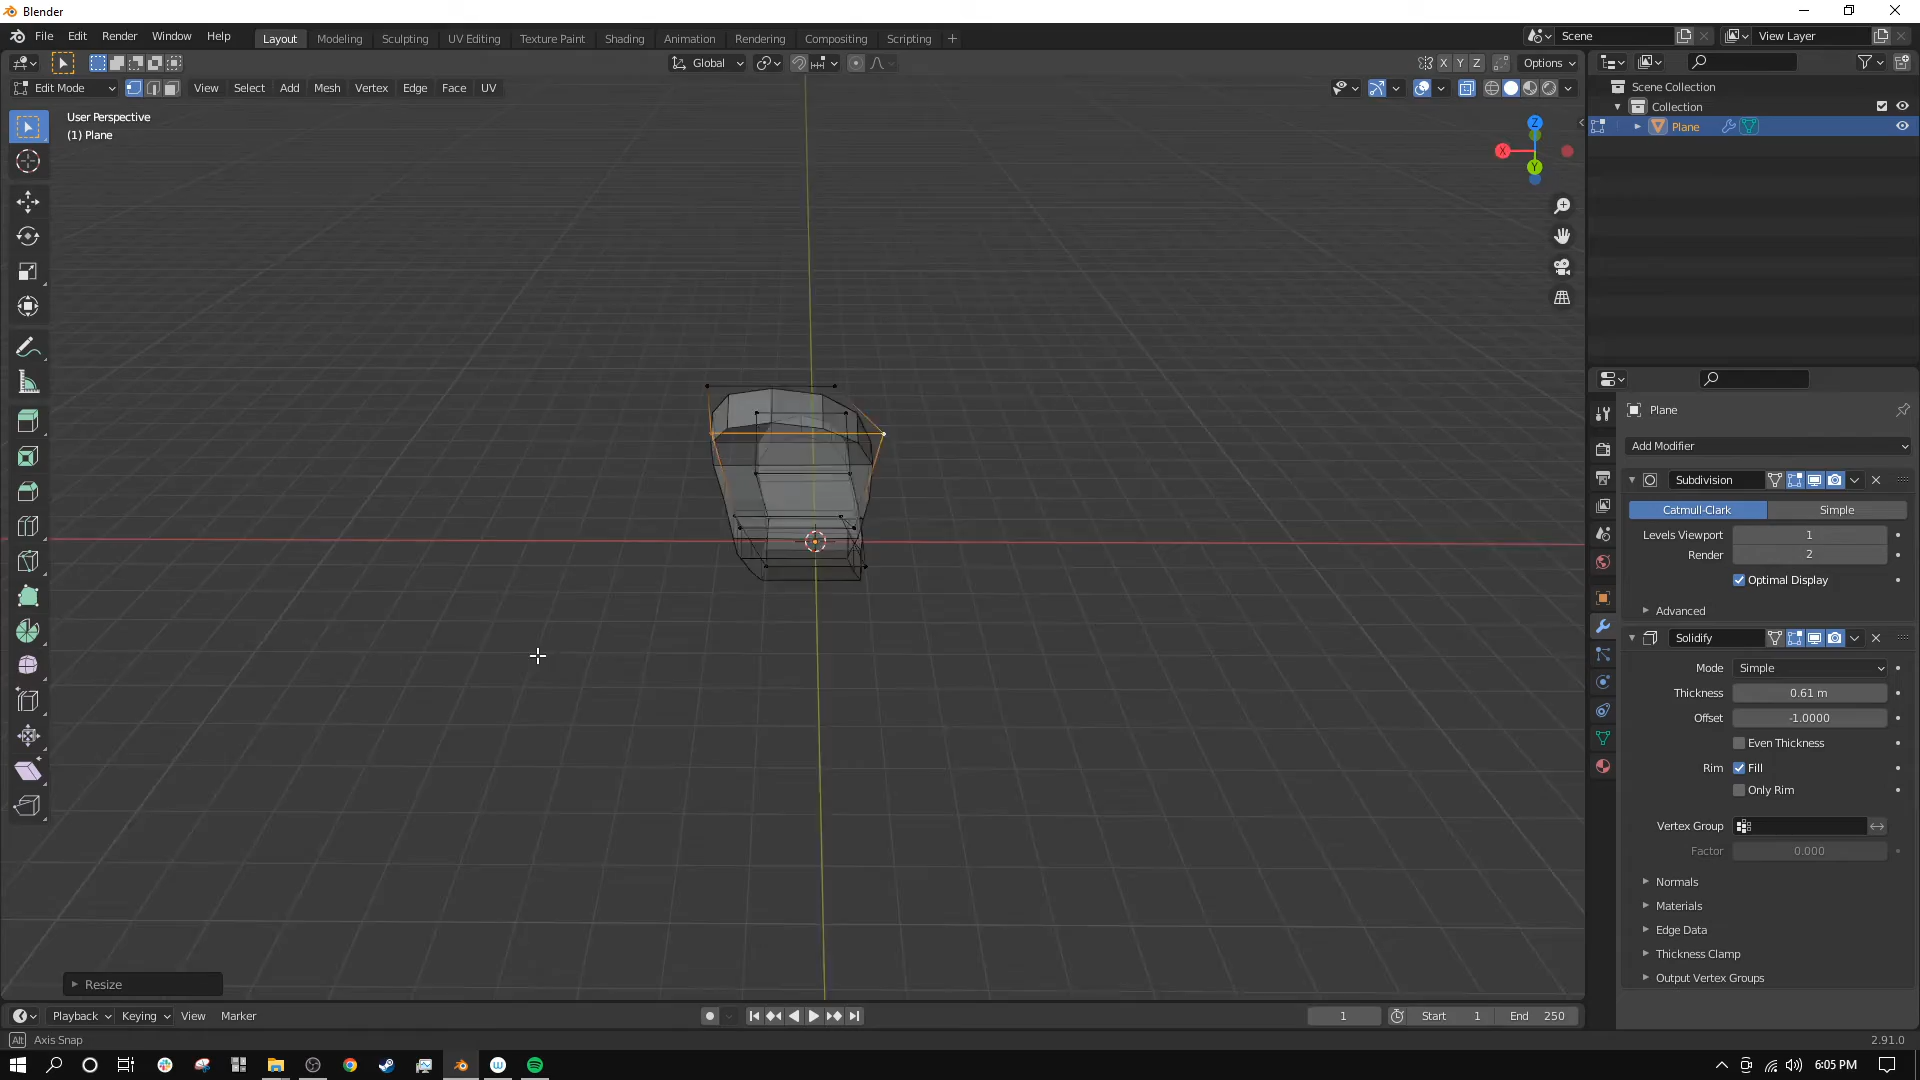 Blender
File Edit Render Window Help
Layout Modeling Sculpting UV Editing Texture Paint Shading Animation Rendering Compositing Scripting +
Scene View Layer
Global X Y Z Options
Edit Mode View Select Add Mesh Vertex Edge Face UV
User Perspective
(1) Plane
Z
X
Y
Scene Collection
Collection
Plane
Plane
Add Modifier
Subdivision
Catmull-Clark Simple
Levels Viewport 1
Render 2
Optimal Display
Advanced
Solidify
Mode Simple
Thickness 0.61 m
Offset -1.0000
Even Thickness
Rim Fill
Only Rim
Vertex Group
Factor 0.000
Normals
Materials
Edge Data
Thickness Clamp
Output Vertex Groups
Resize
Playback Keying View Marker 1 Start 1 End 250
Alt Axis Snap 2.91.0
6:05 PM